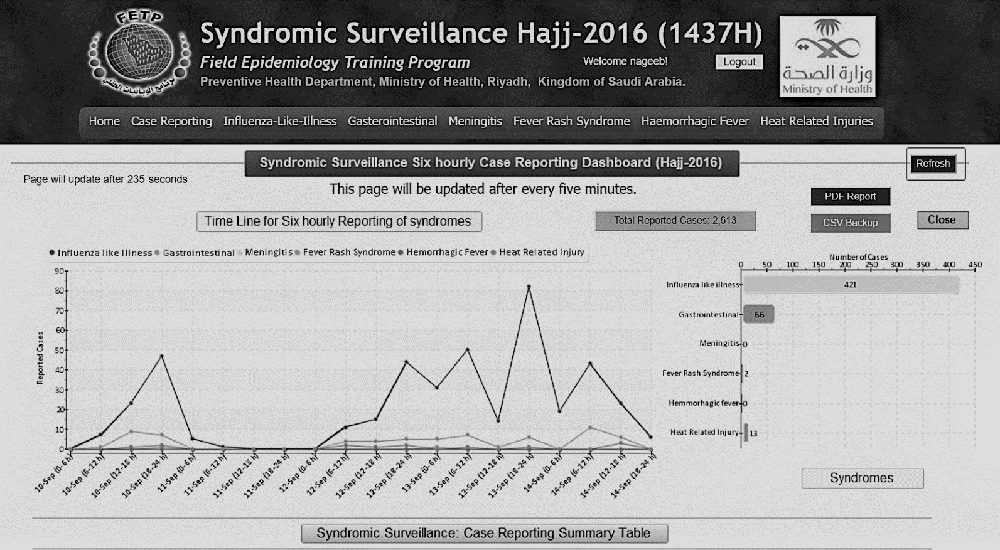 FETP
برنامج الوبائيات الحقلي
Syndromic Surveillance Hajj-2016 (1437H)
Field Epidemiology Training Program
Welcome nageeb!
Logout
Preventive Health Department, Ministry of Health, Riyadh, Kingdom of Saudi Arabia.
وزارة الصحة
Ministry of Health
Home Case Reporting Influenza-Like-Illness Gasterointestinal Meningitis Fever Rash Syndrome Haemorrhagic Fever Heat Related Injuries
Syndromic Surveillance Six hourly Case Reporting Dashboard (Hajj-2016)
Refresh
Page will update after 235 seconds
This page will be updated after every five minutes.
PDF Report
Time Line for Six hourly Reporting of syndromes
Total Reported Cases: 2,613
CSV Backup
Close
Influenza like Illness Gastrointestinal Meningitis Fever Rash Syndrome Hemorrhagic Fever Heat Related Injury
Reported Cases
90
80
70
60
50
40
30
20
10
0
10-Sep (0-6 h)
10-Sep (6-12 h)
10-Sep (12-18 h)
10-Sep (18-24 h)
11-Sep (0-6 h)
11-Sep (6-12 h)
11-Sep (12-18 h)
11-Sep (18-24 h)
12-Sep (0-6 h)
12-Sep (6-12 h)
12-Sep (12-18 h)
12-Sep (18-24 h)
13-Sep (0-6 h)
13-Sep (6-12 h)
13-Sep (12-18 h)
13-Sep (18-24 h)
14-Sep (0-6 h)
14-Sep (6-12 h)
14-Sep (12-18 h)
14-Sep (18-24 h)
Number of Cases
0 50 100 150 200 250 300 350 400 450
Influenza like illness 421
Gastrointestinal 66
Meningitis 0
Fever Rash Syndrome 2
Hemmorhagic fever 0
Heat Related Injury 13
Syndromes
Syndromic Surveillance: Case Reporting Summary Table